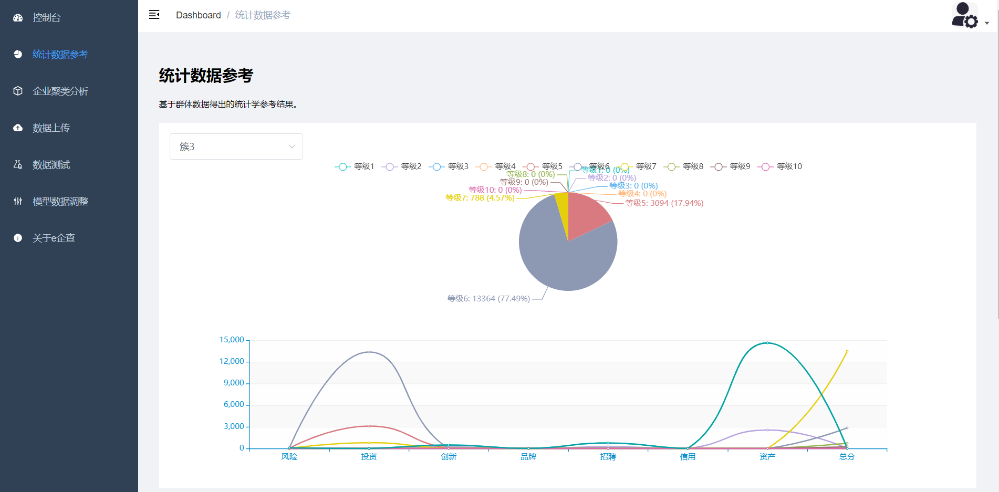 控制台
统计数据参考
企业聚类分析
数据上传
数据测试
模型数据调整
关于e企查
Dashboard / 统计数据参考
统计数据参考
基于群体数据得出的统计学参考结果。
簇3
等级1 等级2 等级3 等级4 等级5 等级6 等级7 等级8 等级9 等级10
等级1: 0 (0%)
等级8: 0 (0%)
等级2: 0 (0%)
等级9: 0 (0%)
等级3: 0 (0%)
等级10: 0 (0%)
等级4: 0 (0%)
等级7: 788 (4.57%)
等级5: 3094 (17.94%)
等级6: 13364 (77.49%)
15,000
12,000
9,000
6,000
3,000
0
风险 投资 创新 品牌 招聘 信用 资产 总分